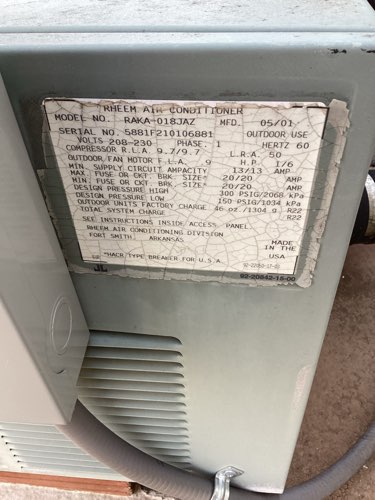 RHEEM AIR CONDITIONER
MODEL NO. RAKA-018JAZ MFD. 05/01
SERIAL NO. 5881F210106881 OUTDOOR USE
VOLTS 208-230 PHASE 1 HERTZ 60
COMPRESSOR R.L.A. 9.7/9.7 L.R.A. 50
OUTDOOR FAN MOTOR F.L.A. .9 H.P. 1/6
MIN. SUPPLY CIRCUIT AMPACITY 13/13 AMP
MAX. FUSE OR CKT. BRK. SIZE* 20/20 AMP
MIN. FUSE OR CKT. BRK. SIZE* 20/20 AMP
DESIGN PRESSURE HIGH 300 PSIG/2068 kPa
DESIGN PRESSURE LOW 150 PSIG/1034 kPa
OUTDOOR UNITS FACTORY CHARGE 46 oz /1304 g R22
TOTAL SYSTEM CHARGE R22
SEE INSTRUCTIONS INSIDE ACCESS PANEL
RHEEM AIR CONDITIONING DIVISION
FORT SMITH, ARKANSAS
MADE IN THE USA
*HACR TYPE BREAKER FOR U.S.A.